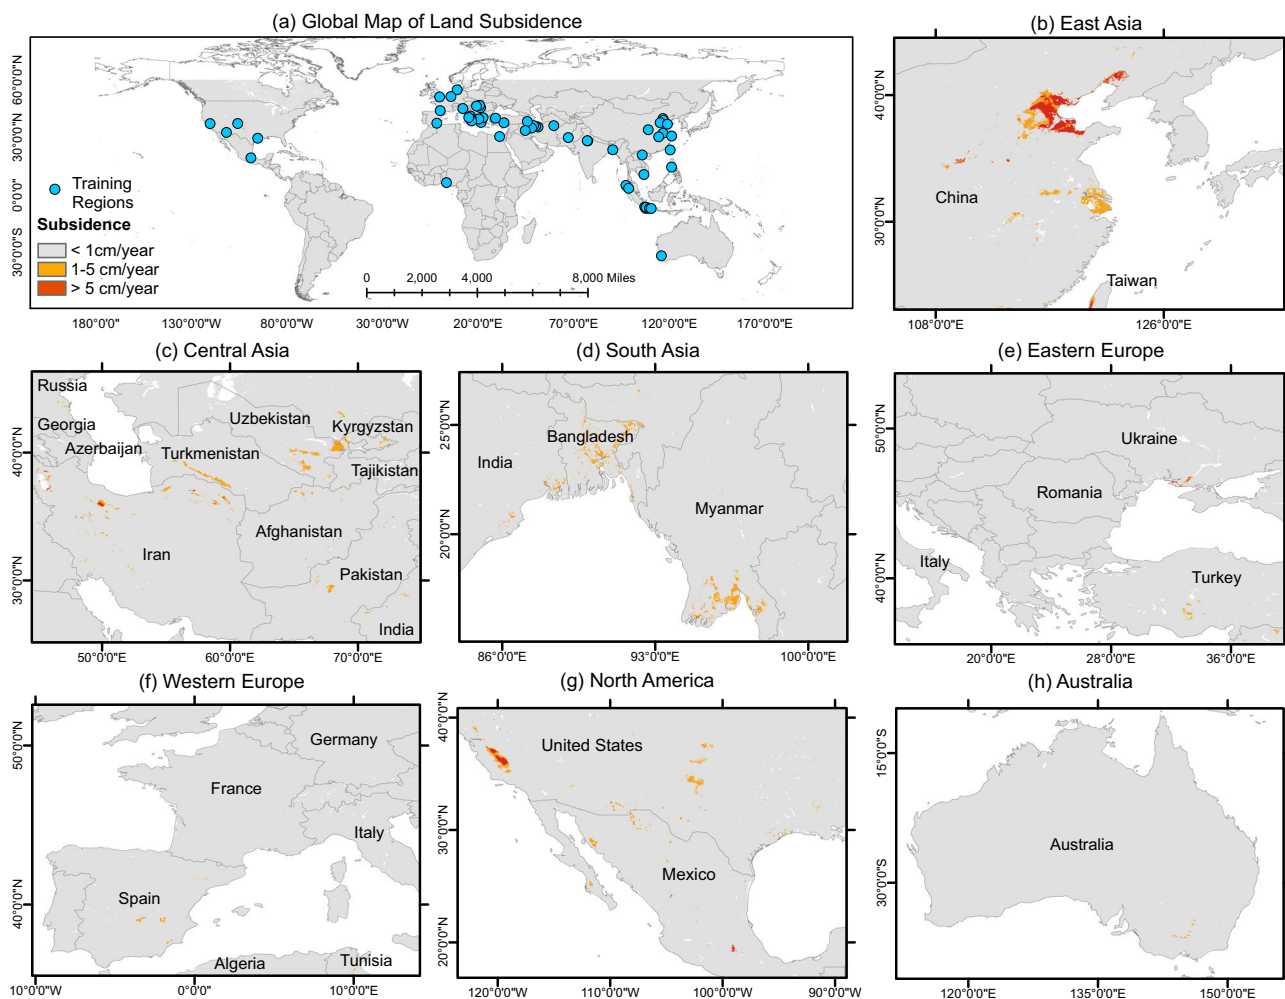 (a) Global Map of Land Subsidence
60°0'0"N
30°0'0"N
0°0'0"N
30°0'0"S
Training
Regions
Subsidence
< 1cm/year
1-5 cm/year
> 5 cm/year
0 2,000 4,000 8,000 Miles
180°0'0" 130°0'0"W 80°0'0"W 30°0'0"W 20°0'0"E 70°0'0"E 120°0'0"E 170°0'0"E
(b) East Asia
40°0'0"N
30°0'0"N
China
Taiwan
108°0'0"E 126°0'0"E
(c) Central Asia
40°0'0"N
30°0'0"N
Russia
Georgia
Azerbaijan
Uzbekistan
Kyrgyzstan
Turkmenistan
Tajikistan
Afghanistan
Iran
Pakistan
India
50°0'0"E 60°0'0"E 70°0'0"E
(d) South Asia
25°0'0"N
20°0'0"N
Bangladesh
India
Myanmar
86°0'0"E 93°0'0"E 100°0'0"E
(e) Eastern Europe
50°0'0"N
40°0'0"N
Ukraine
Romania
Italy
Turkey
20°0'0"E 28°0'0"E 36°0'0"E
(f) Western Europe
50°0'0"N
40°0'0"N
Germany
France
Italy
Spain
Algeria
Tunisia
10°0'0"W 0°0'0" 10°0'0"E
(g) North America
40°0'0"N
30°0'0"N
20°0'0"N
United States
Mexico
120°0'0"W 110°0'0"W 100°0'0"W 90°0'0"W
(h) Australia
15°0'0"S
30°0'0"S
Australia
120°0'0"E 135°0'0"E 150°0'0"E